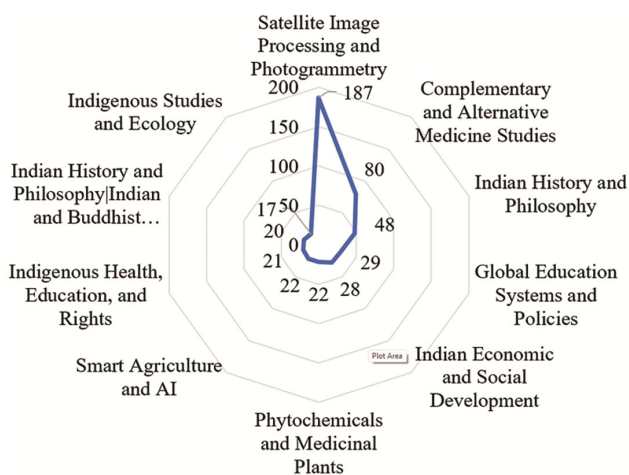 Satellite Image
Processing and
Photogrammetry
200
187
Complementary
and Alternative
Medicine Studies
Indigenous Studies
and Ecology
150
100
80
Indian History and
Philosophy
Indian History and
Philosophy|Indian
and Buddhist…
17
50
48
20
0
29
21
28
22
22
Global Education
Systems and
Policies
Indigenous Health,
Education, and
Rights
Plot Area
Indian Economic
and Social
Development
Smart Agriculture
and AI
Phytochemicals
and Medicinal
Plants